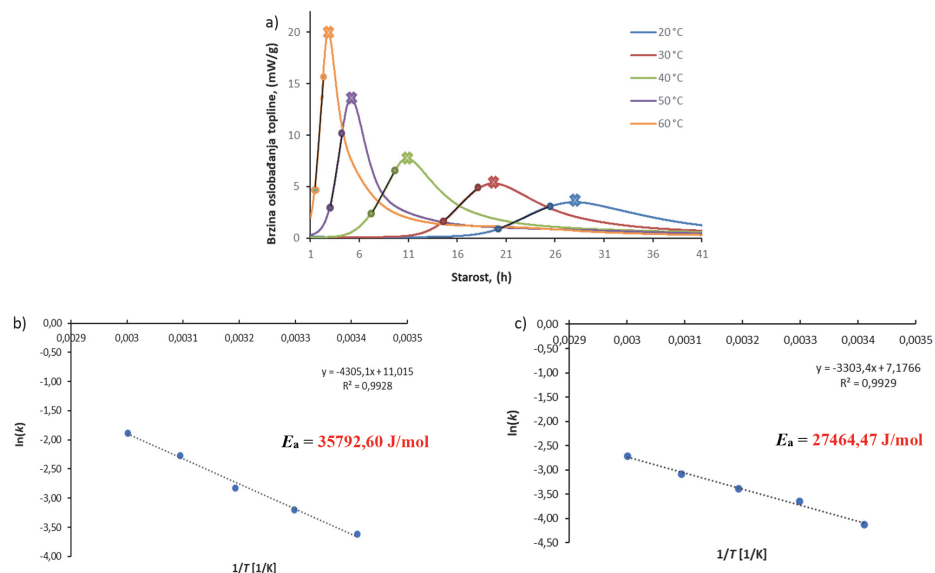 a)
Brzina oslobađanja topline, (mW/g)
20
15
10
5
0
1 6 11 16 21 26 31 36 41
Starost, (h)
20°C
30°C
40°C
50°C
60°C
b)
0,00
0,0029 0,003 0,0031 0,0032 0,0033 0,0034 0,0035
-0,50
-1,00
-1,50
-2,00
-2,50
-3,00
-3,50
-4,00
ln(k)
y = -4305,1x + 11,015
R² = 0,9928
Ea = 35792,60 J/mol
1/T [1/K]
c)
0,00
0,0029 0,003 0,0031 0,0032 0,0033 0,0034 0,0035
-0,50
-1,00
-1,50
-2,00
-2,50
-3,00
-3,50
-4,00
-4,50
ln(k)
y = -3303,4x + 7,1766
R² = 0,9929
Ea = 27464,47 J/mol
1/T [1/K]